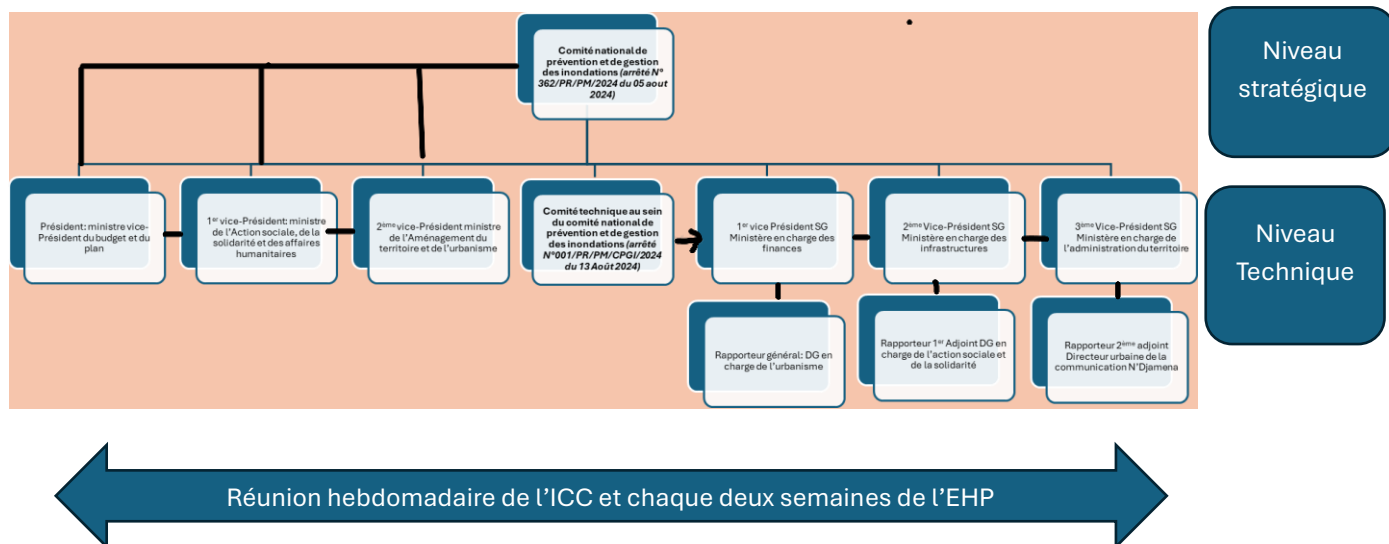 Comité national de
prévention et de gestion
des inondations (arrêté N°
362/PR/PM/2024 du 05 aout
2024)
Niveau
stratégique
Président: ministre vice-
Président du budget et du
plan
1er vice-Président: ministre
de l'Action sociale, de la
solidarité et des affaires
humanitaires
2ème vice-Président ministre
de l'Aménagement du
territoire et de l'urbanisme
Comité technique au sein
du comité national de
prévention et de gestion
des inondations (arrêté
N°001/PR/PM/CPGI/2024
du 13 Août 2024)
1er vice Président SG
Ministère en charge des
finances
2ème Vice-Président SG
Ministère en charge des
infrastructures
3ème Vice-Président SG
Ministère en charge de
l'administration du territoire
Niveau
Technique
Rapporteur général: DG en
charge de l'urbanisme
Rapporteur 1er Adjoint DG en
charge de l'action sociale et
de la solidarité
Rapporteur 2ème adjoint
Directeur urbaine de la
communication N'Djamena
Réunion hebdomadaire de l'ICC et chaque deux semaines de l'EHP